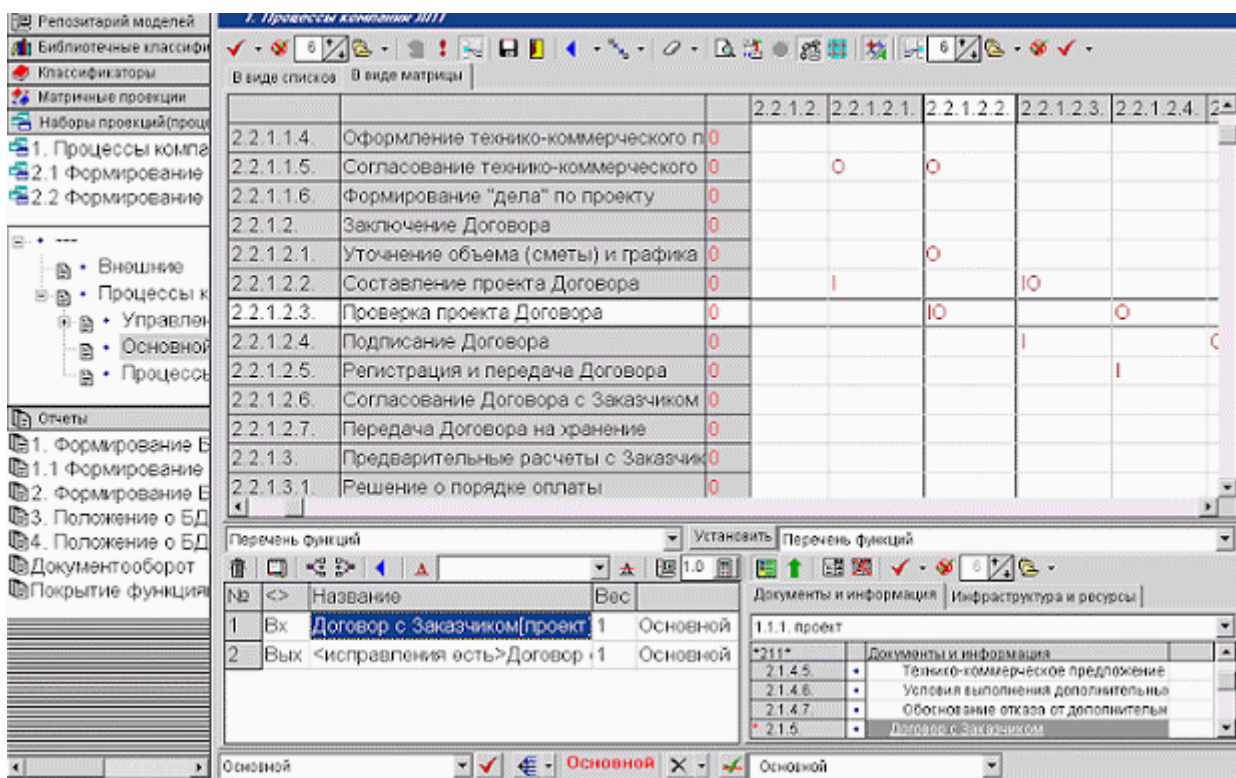 Репозитарий моделей
1. Процессы компании ЛПТ
Библиотечные классифи
Классификаторы
Матричные проекции
Наборы проекций(проце
1. Процессы компа
2.1 Формирование
2.2 Формирование
---
Внешние
Процессы к
Управлен
Основной
Процессы
Отчеты
1. Формирование Б
1.1 Формирование
2. Формирование Б
3. Положение о БД
4. Положение о БД
Документооборот
Покрытие функция
6 6
В виде списков В виде матрицы
2.2.1.2. 2.2.1.2.1. 2.2.1.2.2. 2.2.1.2.3. 2.2.1.2.4. 2
2.2.1.1.4. Оформление технико-коммерческого п 0
2.2.1.1.5. Согласование технико-коммерческого 0 O O
2.2.1.1.6. Формирование "дела" по проекту 0
2.2.1.2. Заключение Договора 0
2.2.1.2.1. Уточнение объема (сметы) и графика 0 O
2.2.1.2.2. Составление проекта Договора 0 I IO
2.2.1.2.3. Проверка проекта Договора 0 IO O
2.2.1.2.4. Подписание Договора 0 I O
2.2.1.2.5. Регистрация и передача Договора 0 I
2.2.1.2.6. Согласование Договора с Заказчиком 0
2.2.1.2.7. Передача Договора на хранение 0
2.2.1.3. Предварительные расчеты с Заказчик 0
2.2.1.3.1. Решение о порядке оплаты 0
Перечень функций Установить Перечень функций
A A 1.0 6
№ <> Название Вес
1 Вх Договор с Заказчиком[проект] 1 Основной
2 Вых <исправления есть>Договор 1 Основной
Документы и информация Инфраструктура и ресурсы
1.1.1. проект
*211* Документы и информация
2.1.4.5. Технико-коммерческое предложение
2.1.4.6. Условия выполнения дополнительны
2.1.4.7. Обоснование отказа от дополнительн
* 2.1.5. Договор с Заказчиком
Основной Основной Основной